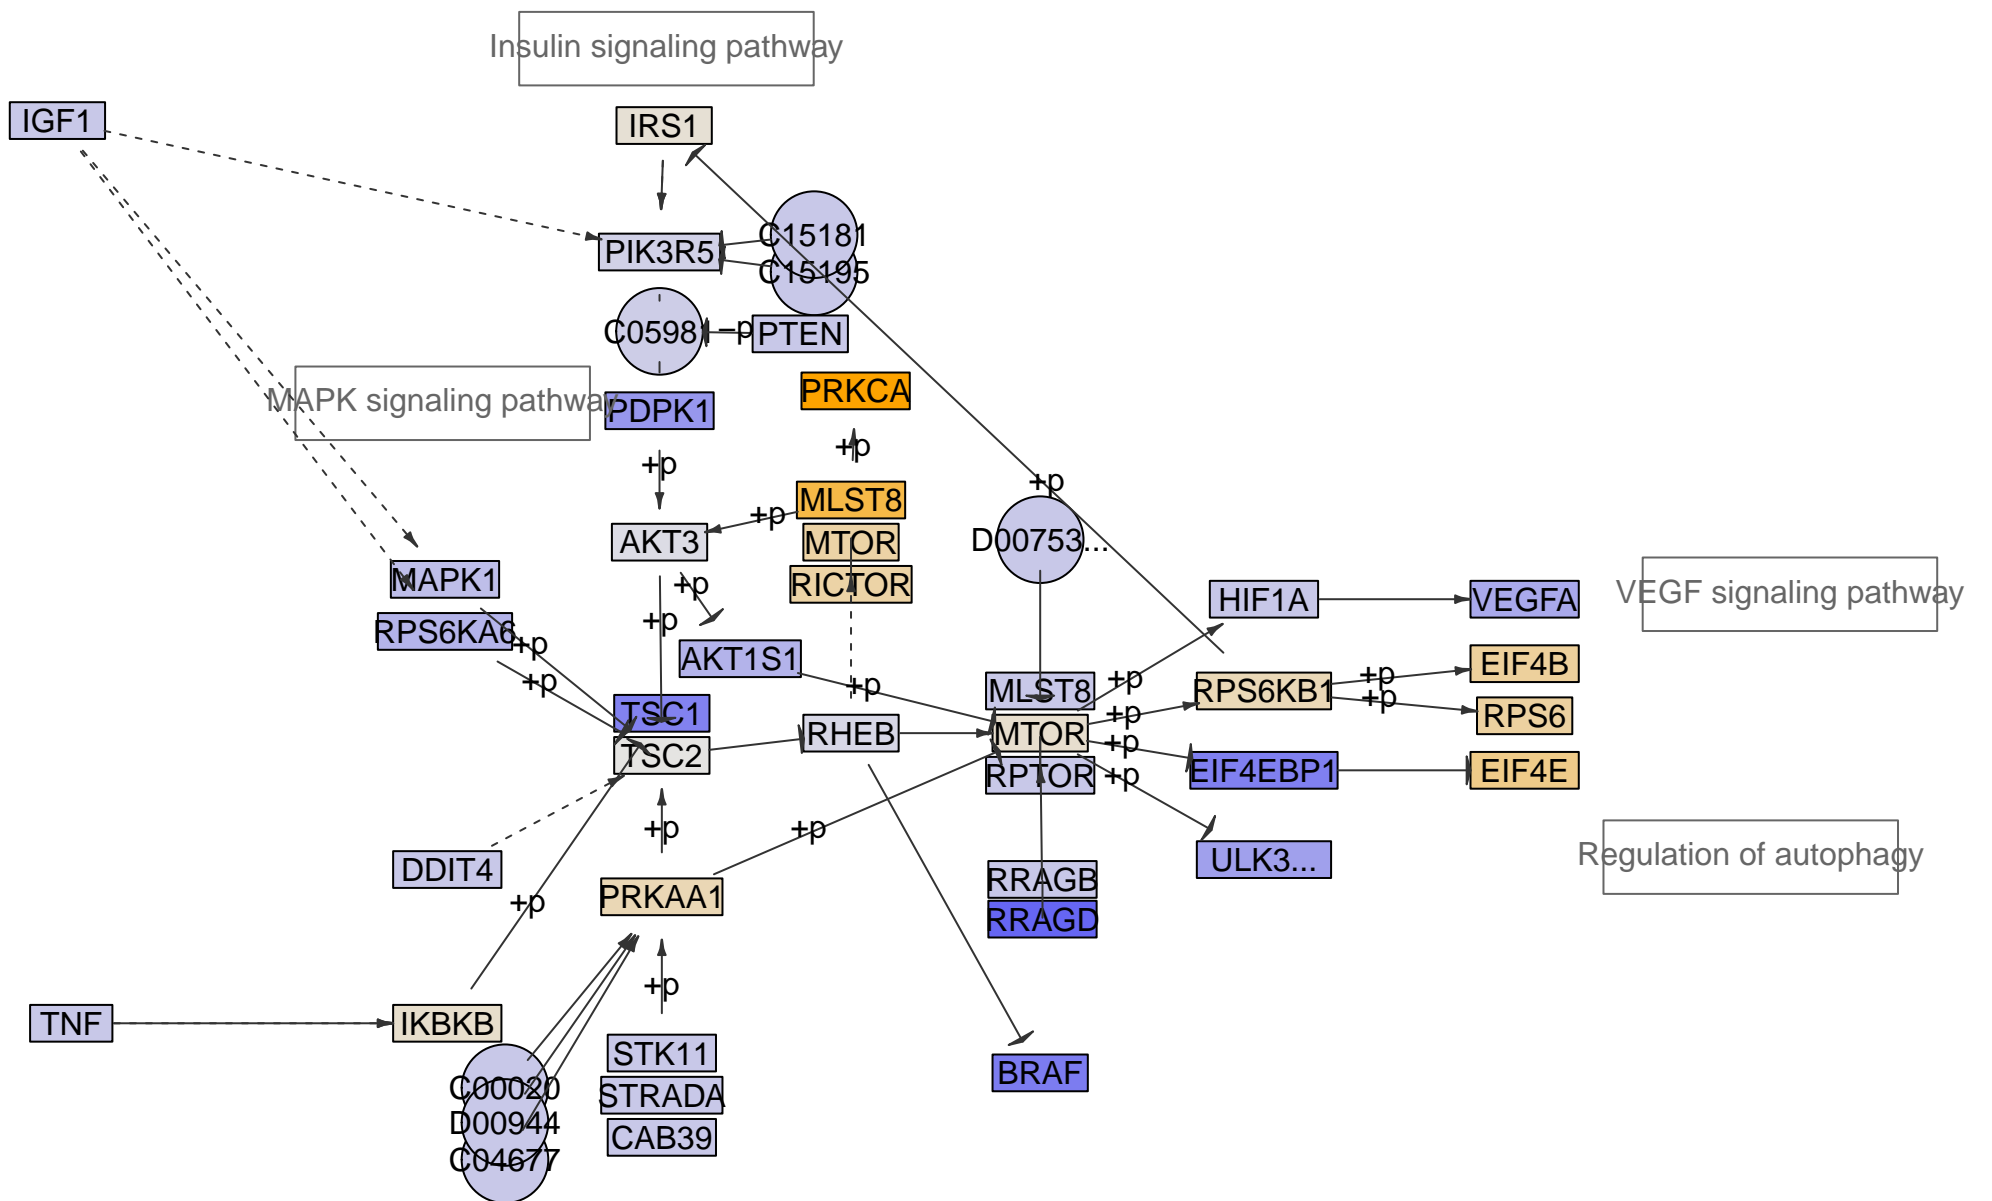 Insulin signaling pathway
IGF1
IRS1
PIK3R5
C15181
C15195
C05981
−p
PTEN
MAPK signaling pathway
PDPK1
PRKCA
+p
+p
MLST8
+p
+p
AKT3
MTOR
D00753...
RICTOR
MAPK1
+p
HIF1A
VEGFA
VEGF signaling pathway
RPS6KA6
+p
+p
AKT1S1
EIF4B
+p
+p
+p
+p
MLST8
RPS6KB1
+p
TSC1
+p
RPS6
TSC2
RHEB
MTOR
+p
RPTOR
+p
EIF4EBP1
EIF4E
+p
+p
DDIT4
ULK3...
Regulation of autophagy
PRKAA1
RRAGB
+p
RRAGD
+p
TNF
IKBKB
STK11
BRAF
C00020
STRADA
D00944
CAB39
C04677